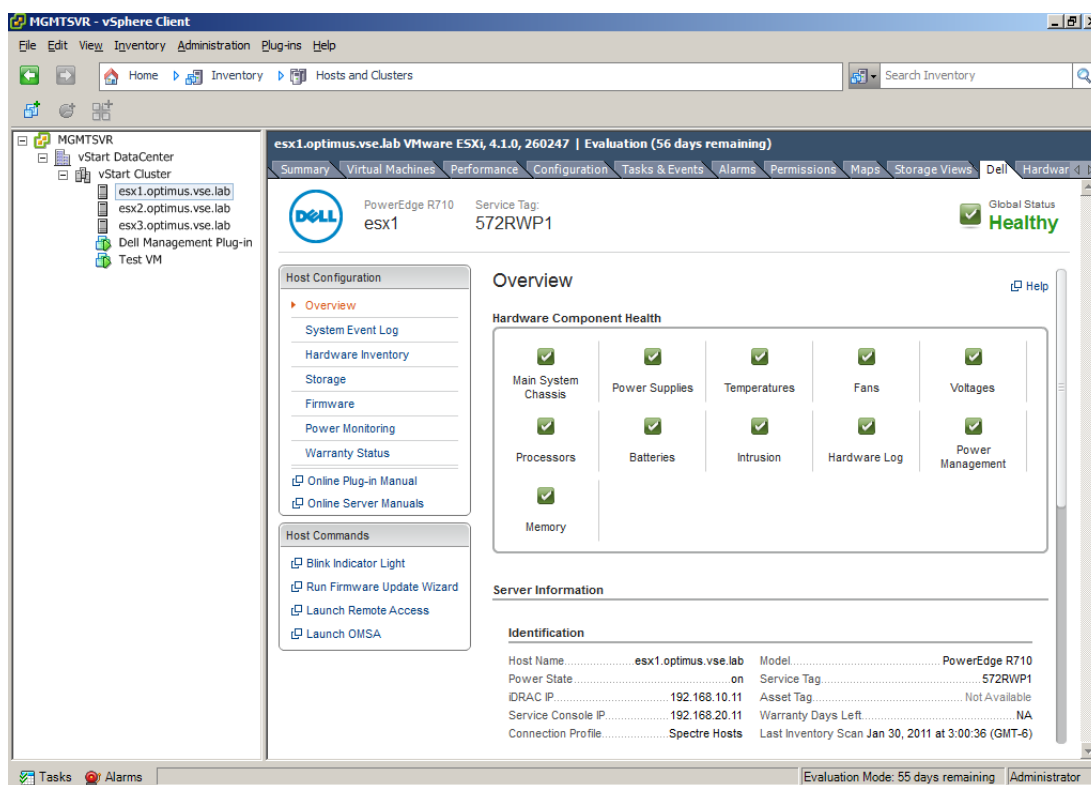 MGMTSVR - vSphere Client
File Edit View Inventory Administration Plug-ins Help
Home Inventory Hosts and Clusters
Search Inventory
MGMTSVR
vStart DataCenter
vStart Cluster
esx1.optimus.vse.lab
esx2.optimus.vse.lab
esx3.optimus.vse.lab
Dell Management Plug-in
Test VM
esx1.optimus.vse.lab VMware ESXi, 4.1.0, 260247 | Evaluation (56 days remaining)
Summary Virtual Machines Performance Configuration Tasks & Events Alarms Permissions Maps Storage Views Dell Hardwar
DELL
PowerEdge R710
esx1
Service Tag:
572RWP1
Global Status
Healthy
Host Configuration
Overview
System Event Log
Hardware Inventory
Storage
Firmware
Power Monitoring
Warranty Status
Online Plug-in Manual
Online Server Manuals
Host Commands
Blink Indicator Light
Run Firmware Update Wizard
Launch Remote Access
Launch OMSA
Overview
Help
Hardware Component Health
Main System Chassis
Power Supplies
Temperatures
Fans
Voltages
Processors
Batteries
Intrusion
Hardware Log
Power Management
Memory
Server Information
Identification
Host Name esx1.optimus.vse.lab
Power State on
iDRAC IP 192.168.10.11
Service Console IP 192.168.20.11
Connection Profile Spectre Hosts
Model PowerEdge R710
Service Tag 572RWP1
Asset Tag Not Available
Warranty Days Left NA
Last Inventory Scan Jan 30, 2011 at 3:00:36 (GMT-6)
Tasks Alarms
Evaluation Mode: 55 days remaining Administrator